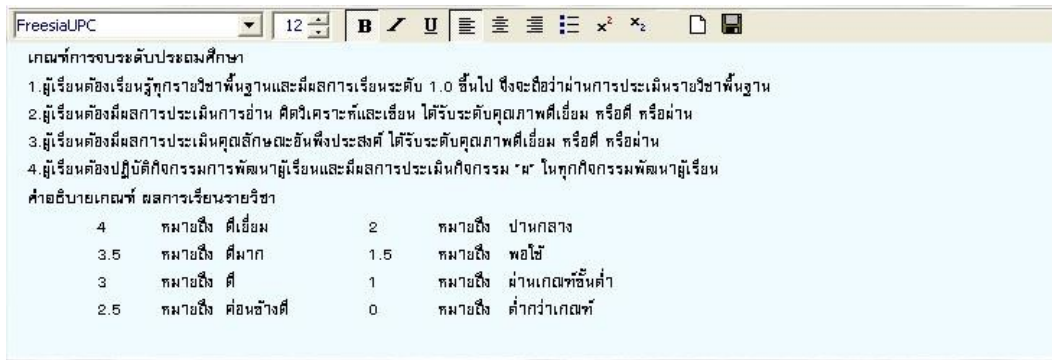 FreesiaUPC 12 B I U x² x₂
เกณฑ์การจบระดับประถมศึกษา
1.ผู้เรียนต้องเรียนรู้ทุกรายวิชาพื้นฐานและมีผลการเรียนระดับ 1.0 ขึ้นไป จึงจะถือว่าผ่านการประเมินรายวิชาพื้นฐาน
2.ผู้เรียนต้องมีผลการประเมินการอ่าน คิดวิเคราะห์และเขียน ได้รับระดับคุณภาพดีเยี่ยม หรือดี หรือผ่าน
3.ผู้เรียนต้องมีผลการประเมินคุณลักษณะอันพึงประสงค์ ได้รับระดับคุณภาพดีเยี่ยม หรือดี หรือผ่าน
4.ผู้เรียนต้องปฏิบัติกิจกรรมการพัฒนาผู้เรียนและมีผลการประเมินกิจกรรม "ผ" ในทุกกิจกรรมพัฒนาผู้เรียน
คำอธิบายเกณฑ์ ผลการเรียนรายวิชา
4 หมายถึง ดีเยี่ยม 2 หมายถึง ปานกลาง
3.5 หมายถึง ดีมาก 1.5 หมายถึง พอใช้
3 หมายถึง ดี 1 หมายถึง ผ่านเกณฑ์ขั้นต่ำ
2.5 หมายถึง ค่อนข้างดี 0 หมายถึง ต่ำกว่าเกณฑ์